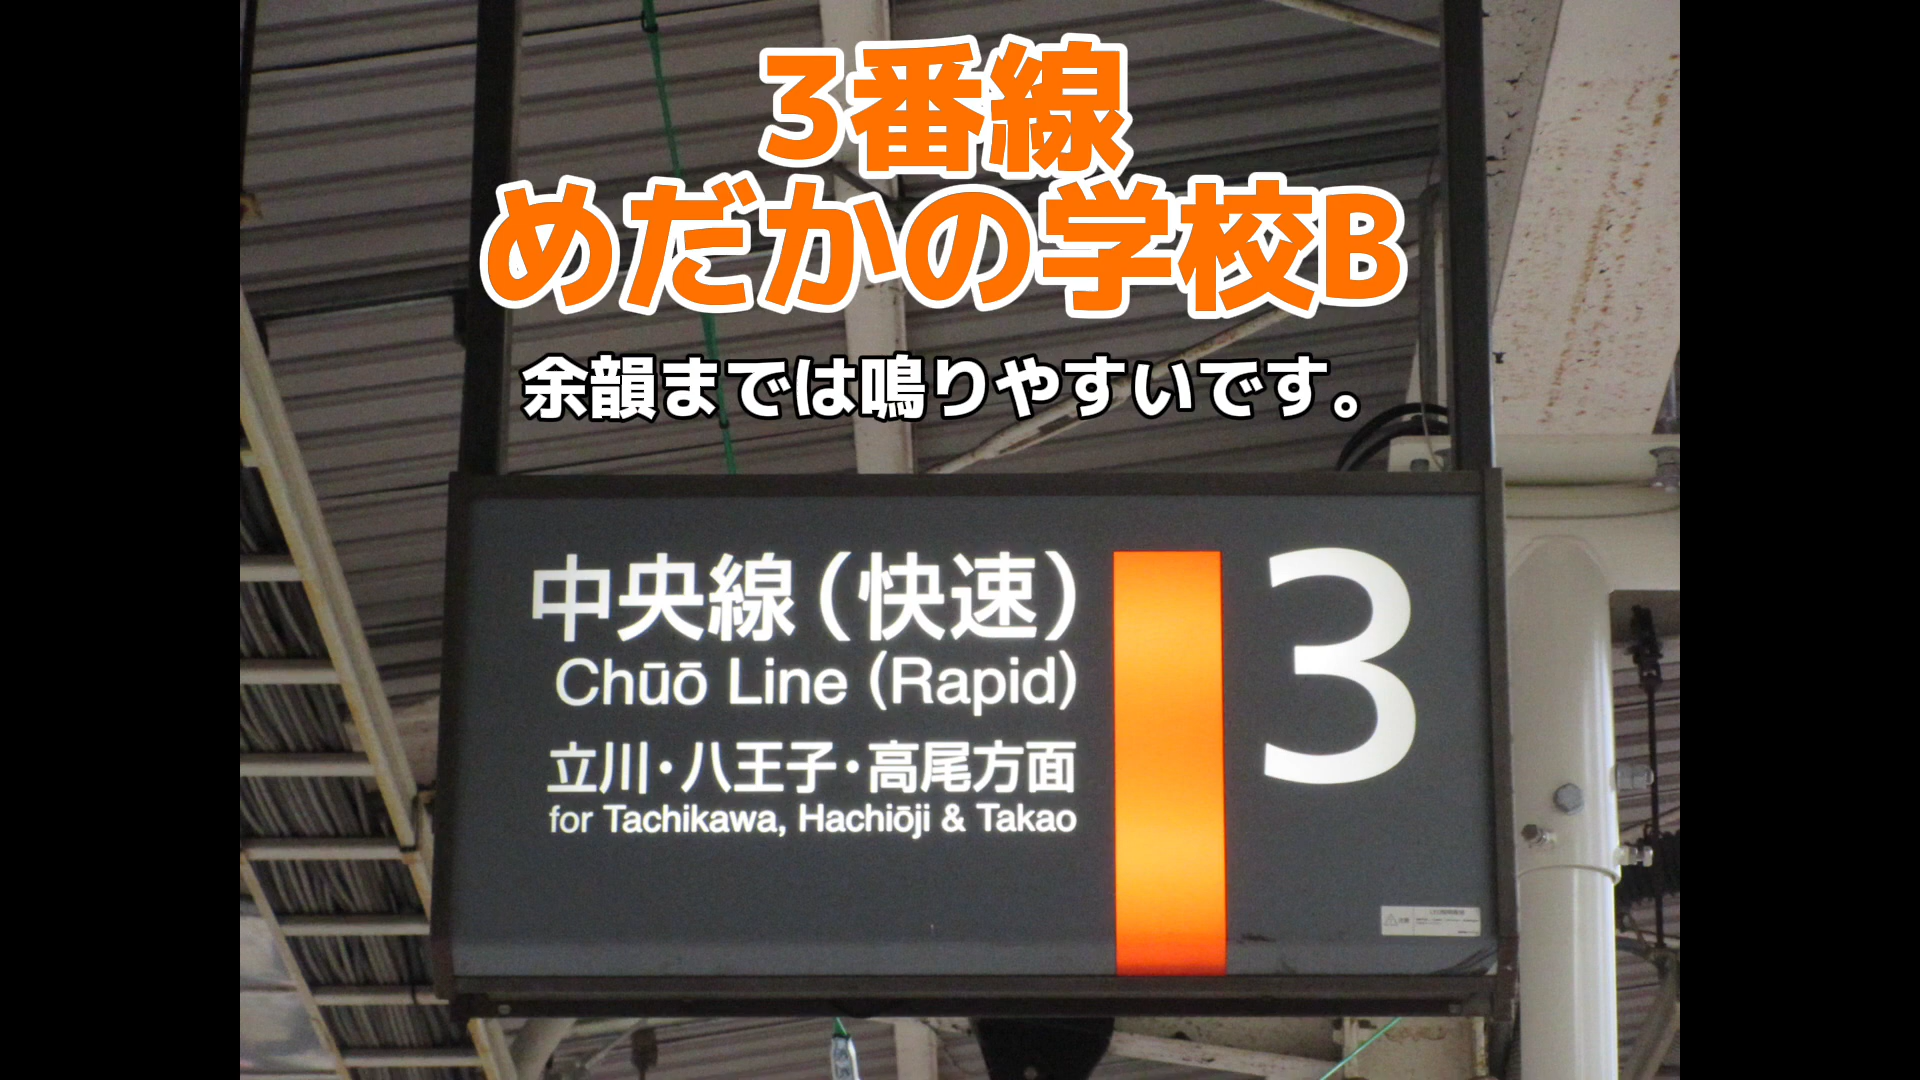 3番線
めだかの学校B
余韻までは鳴りやすいです。
中央線(快速) 3
Chūō Line (Rapid)
立川・八王子・高尾方面
for Tachikawa, Hachiōji & Takao